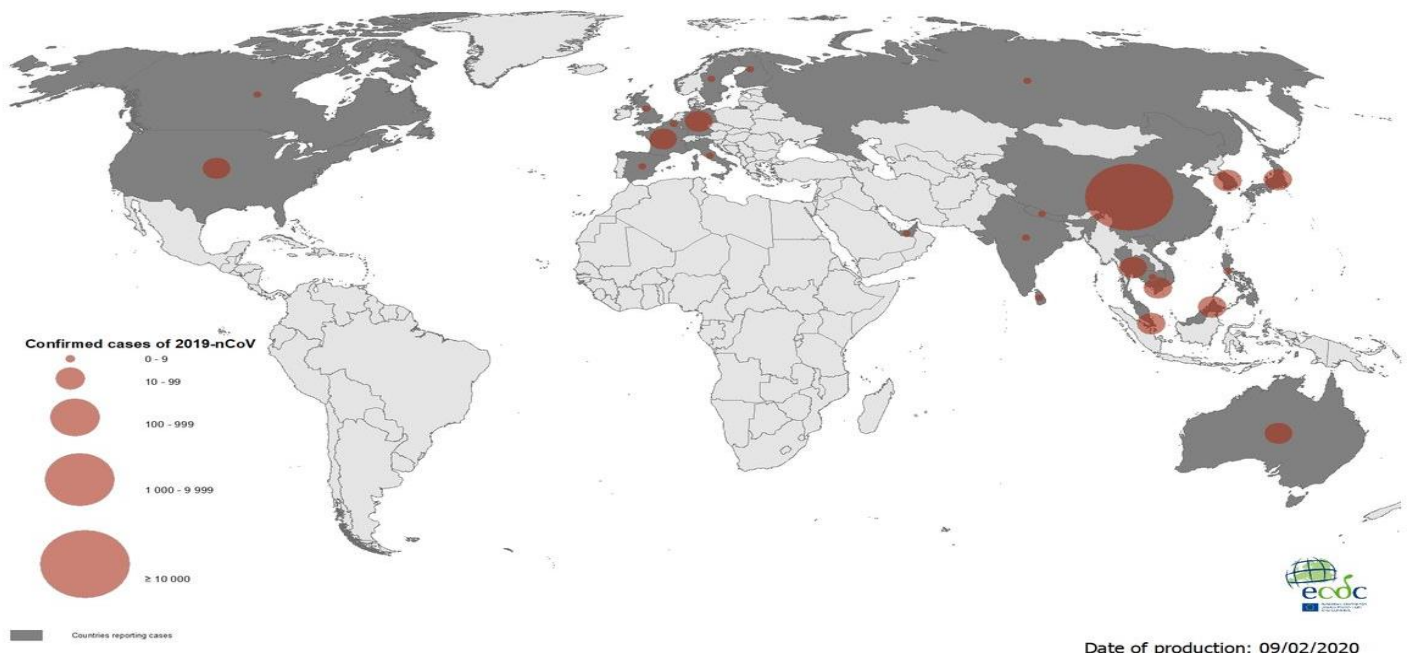 Confirmed cases of 2019-nCoV
0 - 9
10 - 99
100 - 999
1 000 - 9 999
≥ 10 000
Countries reporting cases
ecdc
Date of production: 09/02/2020